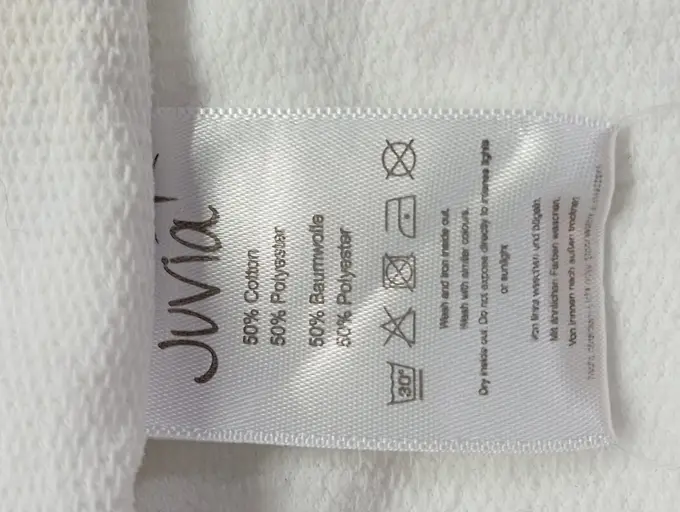 Juvia
50% Cotton
50% Polyester
50% Baumwolle
50% Polyester
30°
Wash and iron inside out.
Wash with similar colours.
Dry inside out. Do not expose directly to intense lights
or sunlight
Von links waschen und bügeln.
Mit ähnlichen Farben waschen.
Von innen nach außen trocknen